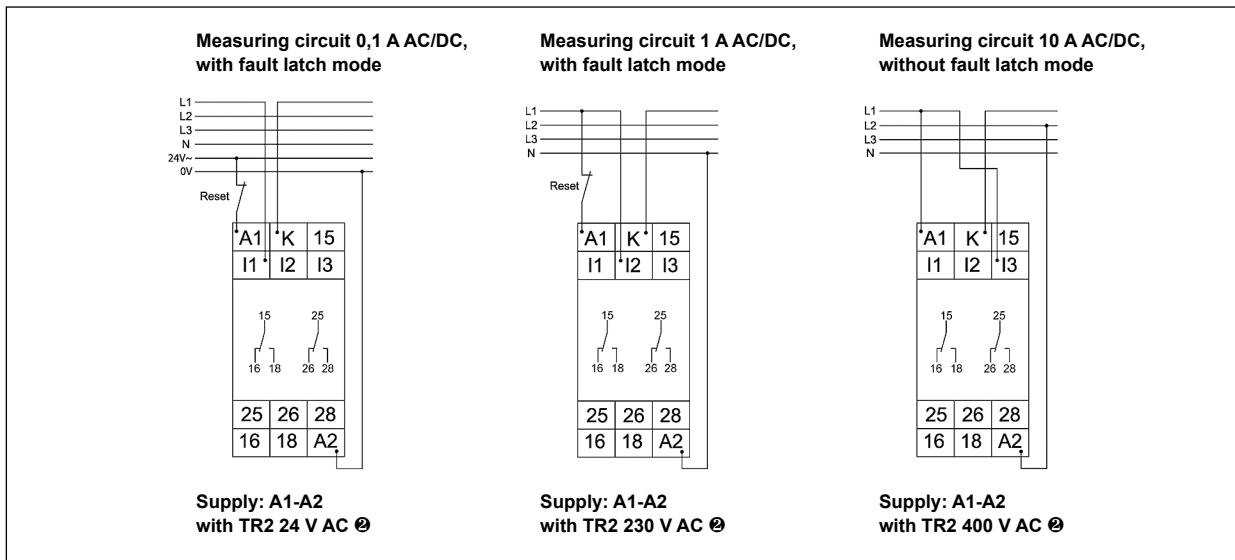 Measuring circuit 0,1 A AC/DC,
with fault latch mode
L1
L2
L3
N
24V~
0V
Reset
A1 K 15
I1 I2 I3
15 25
16 18 26 28
25 26 28
16 18 A2
Supply: A1-A2
with TR2 24 V AC ❷
Measuring circuit 1 A AC/DC,
with fault latch mode
L1
L2
L3
N
Reset
A1 K 15
I1 I2 I3
15 25
16 18 26 28
25 26 28
16 18 A2
Supply: A1-A2
with TR2 230 V AC ❷
Measuring circuit 10 A AC/DC,
without fault latch mode
L1
L2
L3
N
A1 K 15
I1 I2 I3
15 25
16 18 26 28
25 26 28
16 18 A2
Supply: A1-A2
with TR2 400 V AC ❷